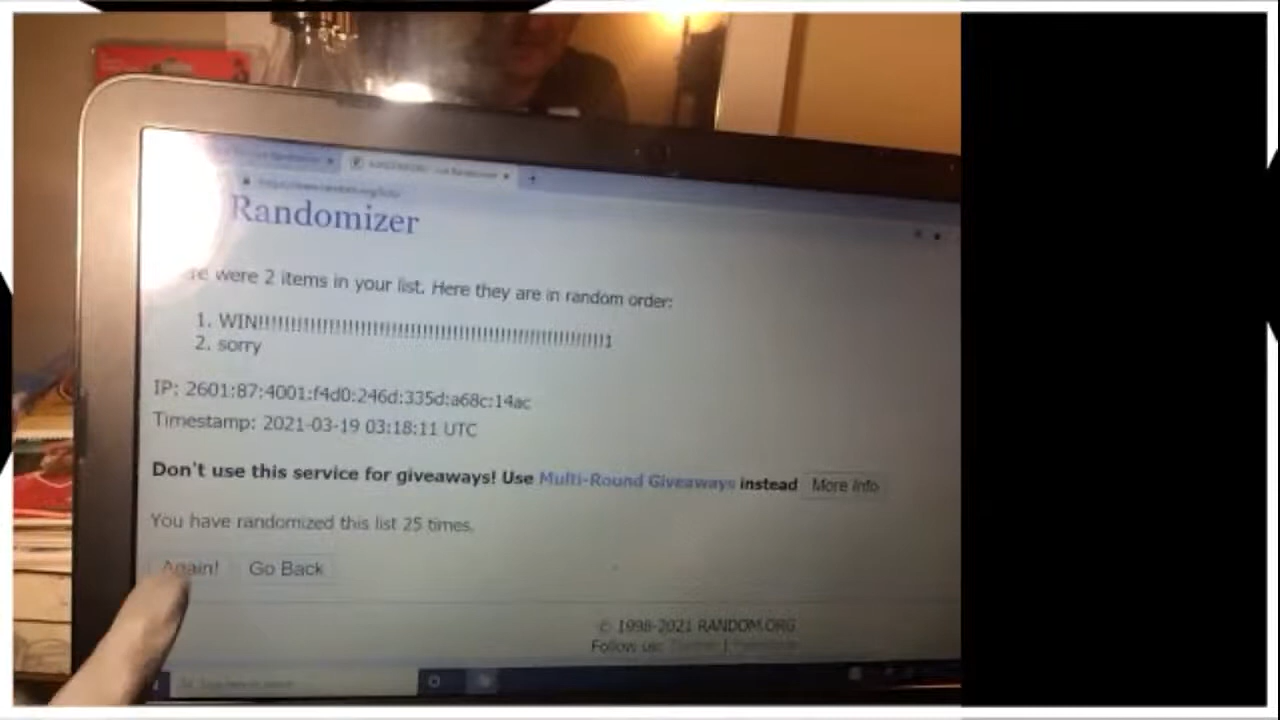 Randomizer
re were 2 items in your list. Here they are in random order:
1. WIN!!!!!!!!!!!!!!!!!!!!!!!!!!!!!!!!!!!!!!!!!!!!!!!!!!!!!!1
2. sorry
IP: 2601:87:4001:f4d0:246d:335d:a68c:14ac
Timestamp: 2021-03-19 03:18:11 UTC
Don't use this service for giveaways! Use Multi-Round Giveaways instead More Info
You have randomized this list 25 times.
Again! Go Back
© 1998-2021 RANDOM.ORG
Follow us: |